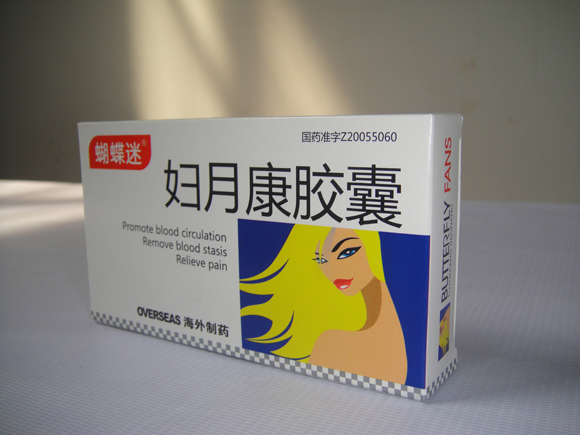 国药准字Z20055060
蝴蝶迷®
妇月康胶囊
Promote blood circulation
Remove blood stasis
Relieve pain
OVERSEAS 海外制药
BUTTERFLY FANS